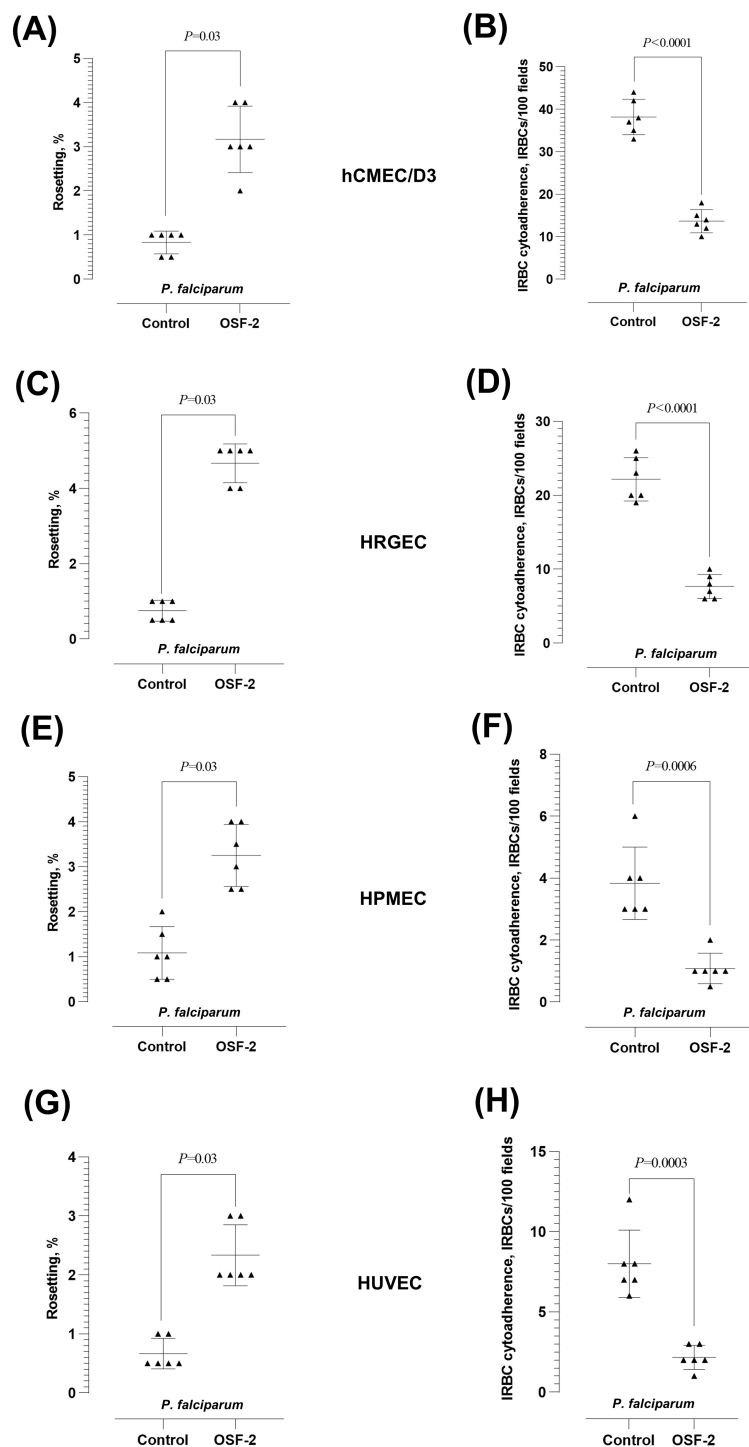 (A)
P=0.03
5
4
3
2
1
0
Rosetting, %
P. falciparum
Control OSF-2
hCMEC/D3
(B)
P<0.0001
50
40
30
20
10
0
IRBC cytoadherence, IRBCs/100 fields
P. falciparum
Control OSF-2
(C)
P=0.03
6
4
2
0
Rosetting, %
P. falciparum
Control OSF-2
HRGEC
(D)
P<0.0001
30
20
10
0
IRBC cytoadherence, IRBCs/100 fields
P. falciparum
Control OSF-2
(E)
P=0.03
5
4
3
2
1
0
Rosetting, %
P. falciparum
Control OSF-2
HPMEC
(F)
P=0.0006
8
6
4
2
0
IRBC cytoadherence, IRBCs/100 fields
P. falciparum
Control OSF-2
(G)
P=0.03
4
3
2
1
0
Rosetting, %
P. falciparum
Control OSF-2
HUVEC
(H)
P=0.0003
15
10
5
0
IRBC cytoadherence, IRBCs/100 fields
P. falciparum
Control OSF-2